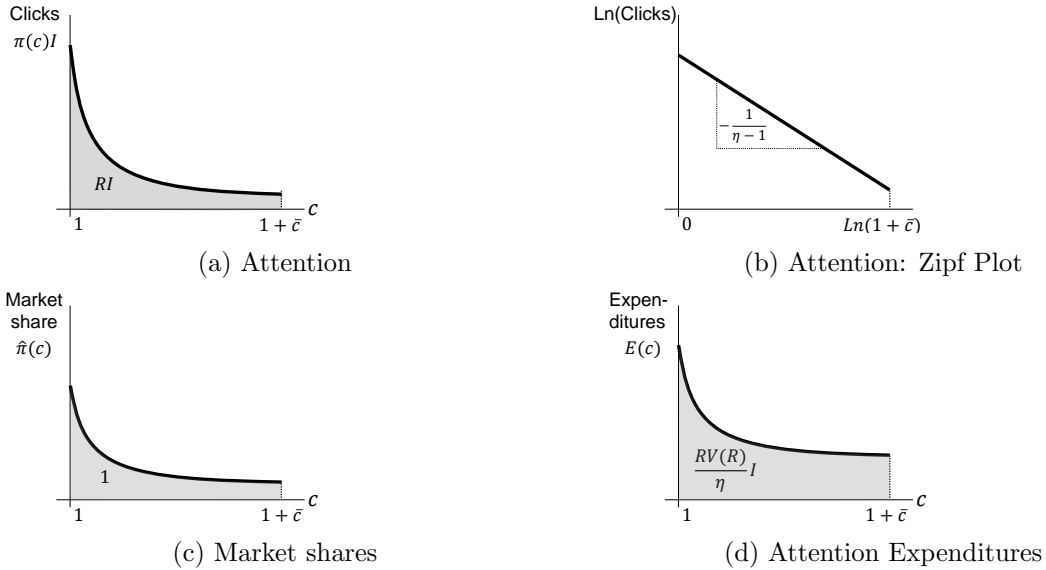 Clicks
π(c)I
RI
c
1
1 + c̄
(a) Attention
Ln(Clicks)
− 1/(η − 1)
0
Ln(1 + c̄)
(b) Attention: Zipf Plot
Market
share
π̂(c)
1
c
1
1 + c̄
(c) Market shares
Expen-
ditures
E(c)
RV(R)/η I
c
1
1 + c̄
(d) Attention Expenditures